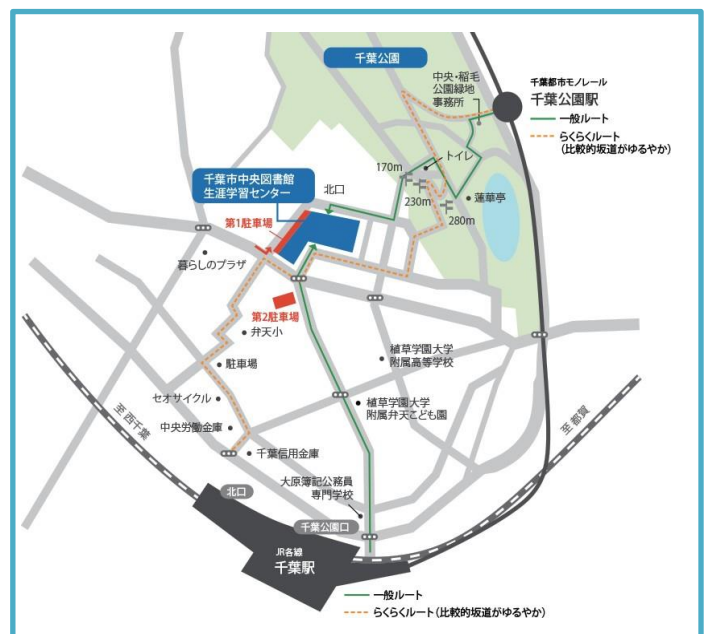 千葉公園
中央・稲毛
公園緑地
事務所
千葉都市モノレール
千葉公園駅
一般ルート
らくらくルート
（比較的坂道がゆるやか）
トイレ
170m
230m
280m
蓮華亭
千葉市中央図書館
生涯学習センター
北口
第1駐車場
暮らしのプラザ
第2駐車場
弁天小
駐車場
植草学園大学
附属高等学校
セオサイクル
植草学園大学
附属弁天こども園
至西千葉
至都賀
中央労働金庫
千葉信用金庫
大原簿記公務員
専門学校
北口
千葉公園口
JR各線
千葉駅
一般ルート
らくらくルート（比較的坂道がゆるやか）